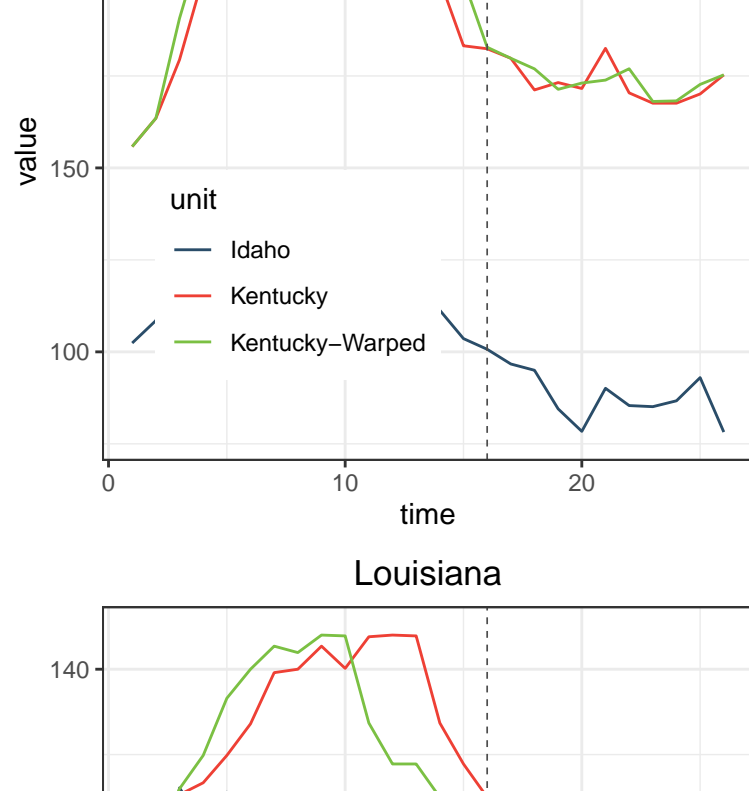 value
150
unit
Idaho
Kentucky
Kentucky−Warped
100
0 10 20
time
Louisiana
140